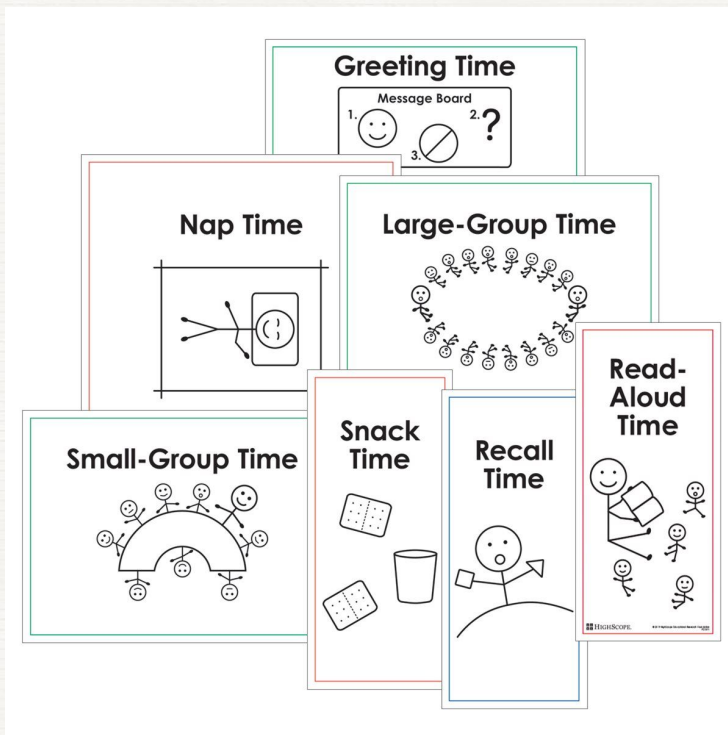 Greeting Time
Message Board
1.
2. ?
3.
Nap Time
Large-Group Time
Read-
Aloud
Time
Small-Group Time
Snack
Time
Recall
Time
HIGHSCOPE